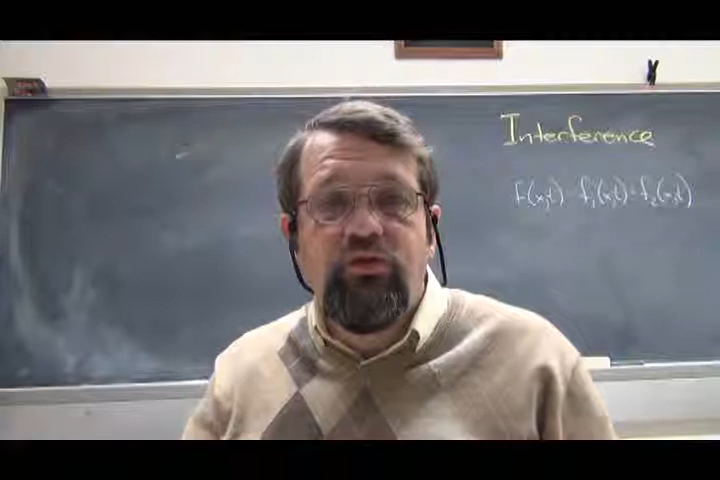 Interference
f(x,t) = f₁(x,t) + f₂(x,t)